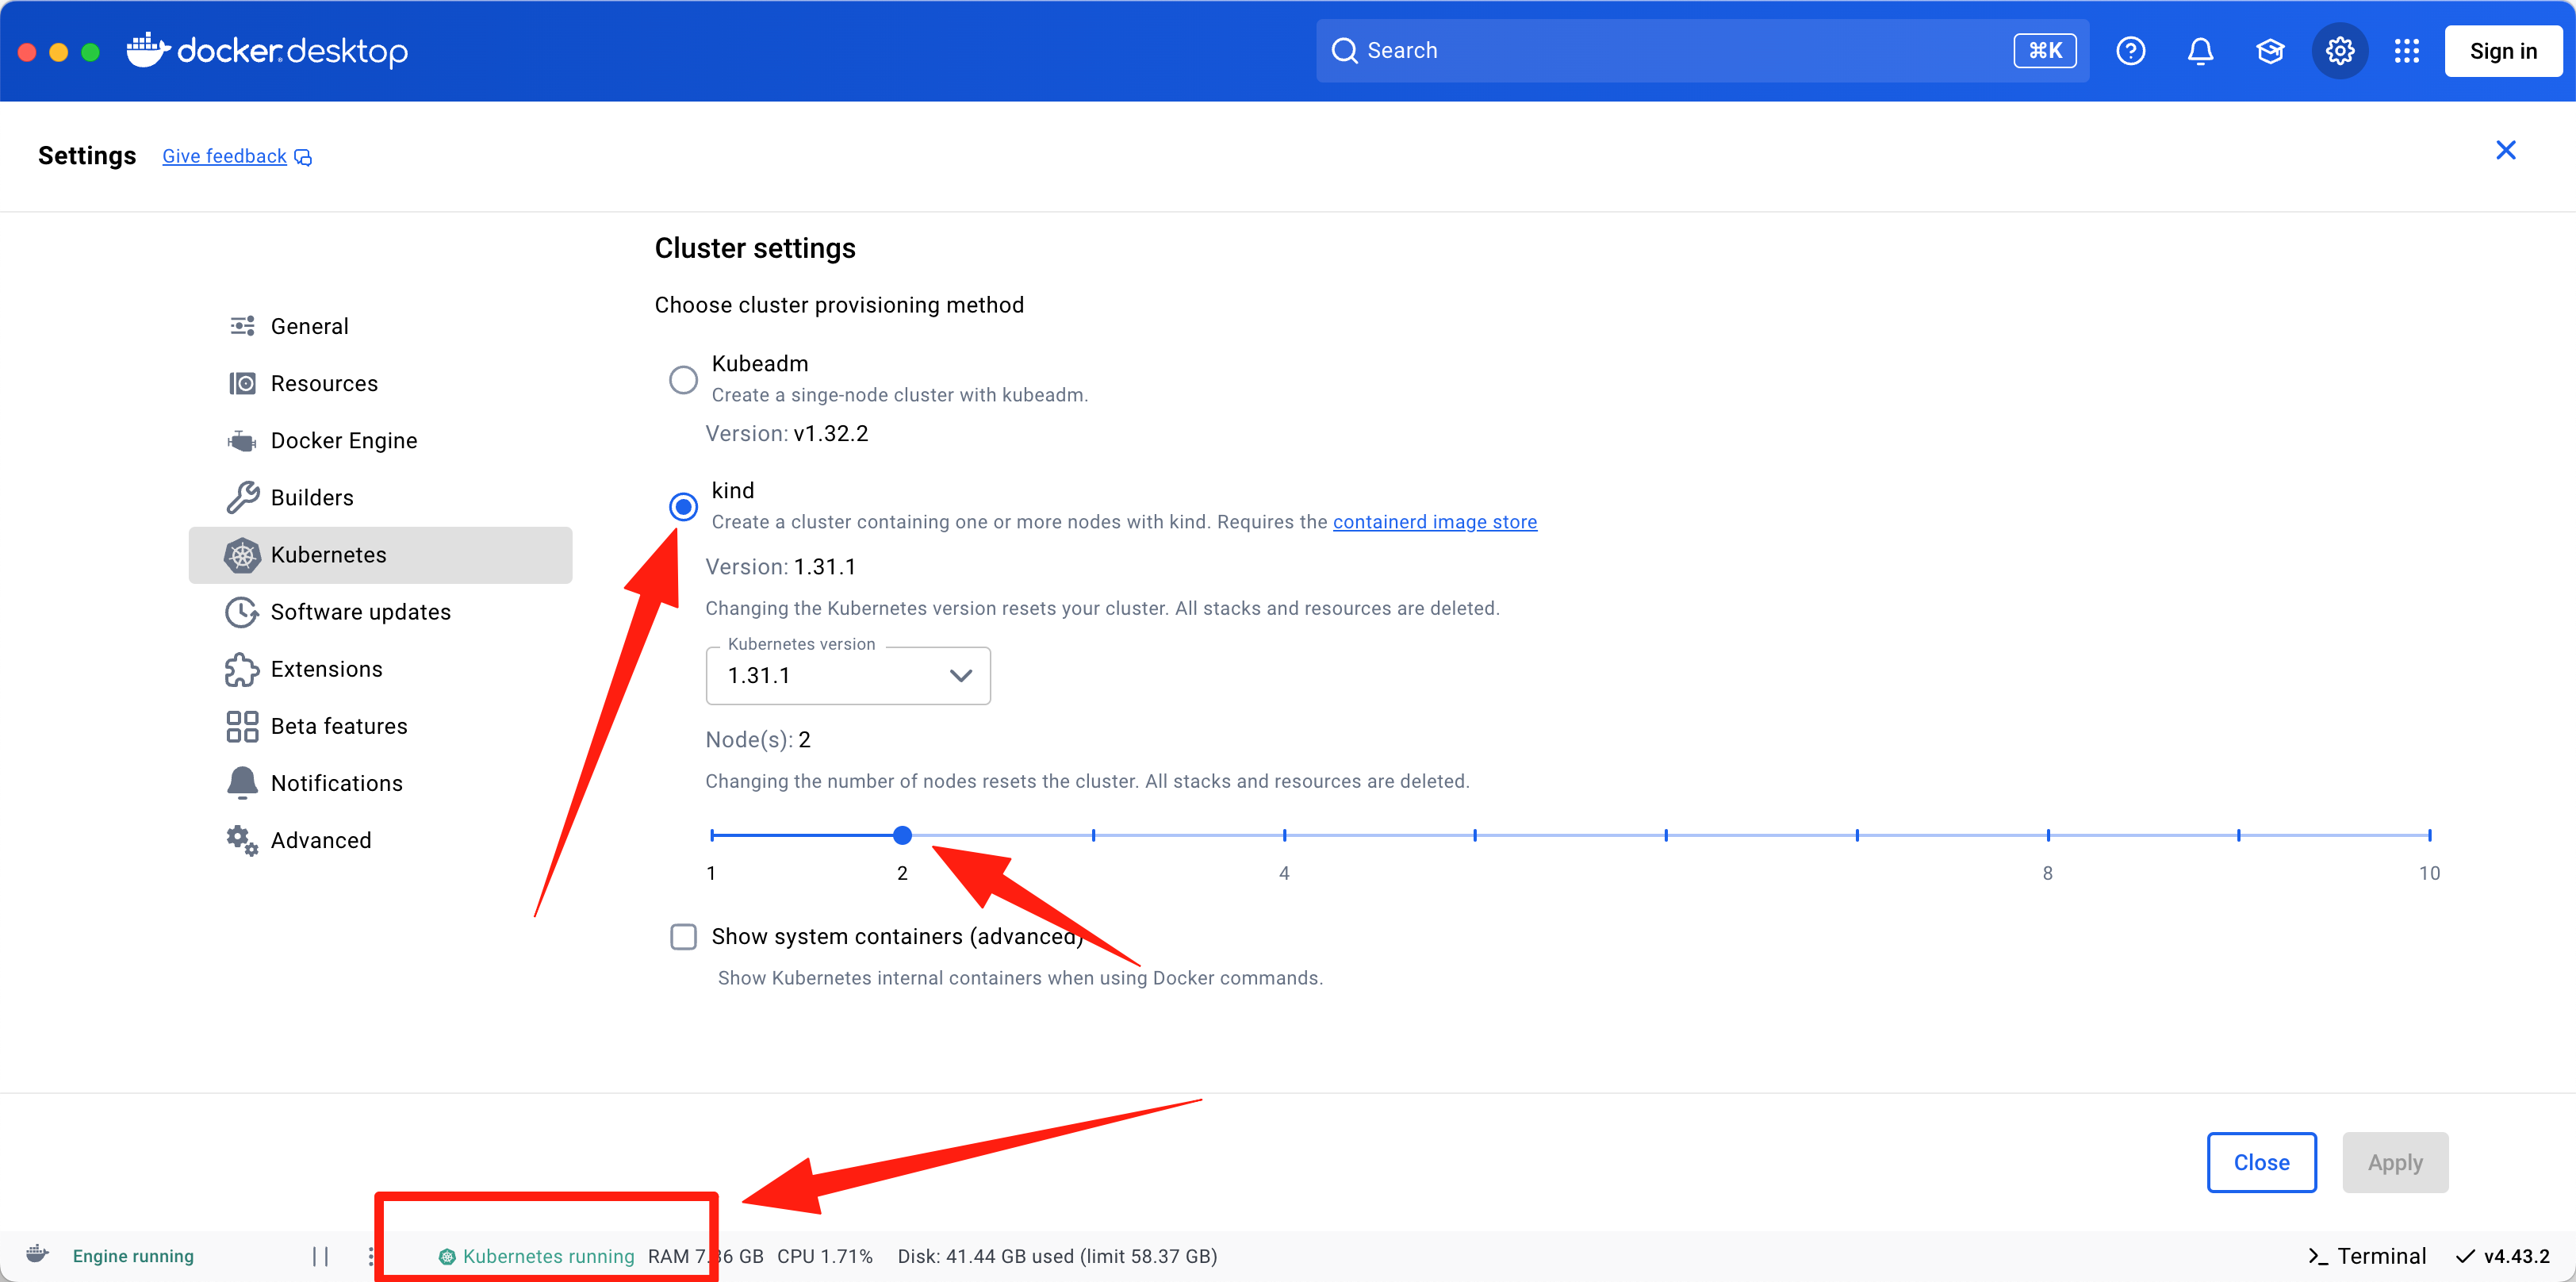 docker desktop
Search
⌘K
Sign in
Settings
Give feedback
General
Resources
Docker Engine
Builders
Kubernetes
Software updates
Extensions
Beta features
Notifications
Advanced
Cluster settings
Choose cluster provisioning method
Kubeadm
Create a singe-node cluster with kubeadm.
Version: v1.32.2
kind
Create a cluster containing one or more nodes with kind. Requires the containerd image store
Version: 1.31.1
Changing the Kubernetes version resets your cluster. All stacks and resources are deleted.
Kubernetes version
1.31.1
Node(s): 2
Changing the number of nodes resets the cluster. All stacks and resources are deleted.
1 2 4 8 10
Show system containers (advanced)
Show Kubernetes internal containers when using Docker commands.
Close Apply
Engine running Kubernetes running RAM GB CPU 1.71% Disk: 41.44 GB used (limit 58.37 GB) Terminal v4.43.2